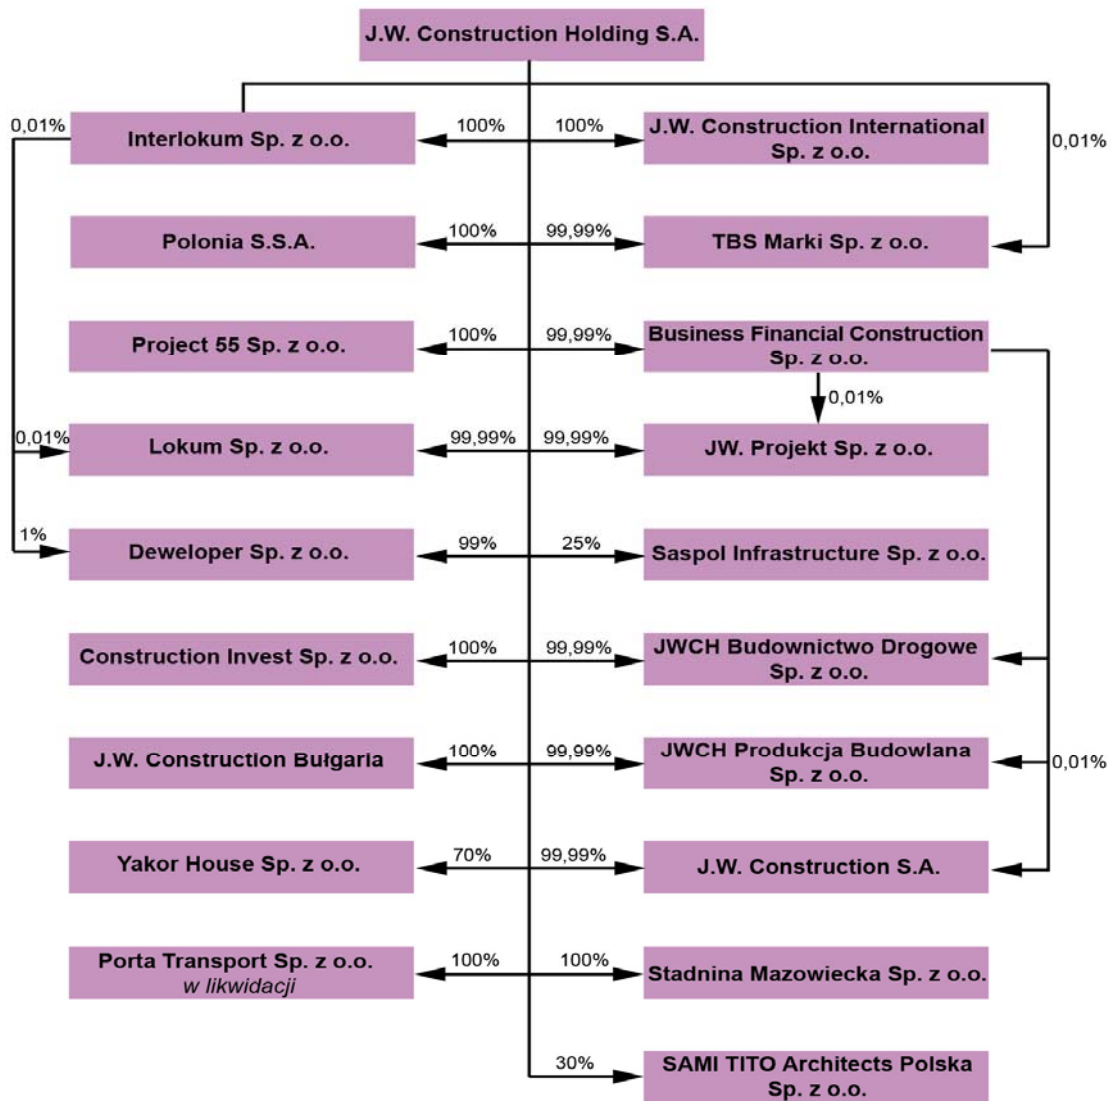 J.W. Construction Holding S.A.
0,01%
Interlokum Sp. z o.o.
100%
100%
J.W. Construction International
Sp. z o.o.
0,01%
Polonia S.S.A.
100%
99,99%
TBS Marki Sp. z o.o.
Project 55 Sp. z o.o.
100%
99,99%
Business Financial Construction
Sp. z o.o.
0,01%
0,01%
Lokum Sp. z o.o.
99,99%
99,99%
JW. Projekt Sp. z o.o.
1%
Deweloper Sp. z o.o.
99%
25%
Saspol Infrastructure Sp. z o.o.
Construction Invest Sp. z o.o.
100%
99,99%
JWCH Budownictwo Drogowe
Sp. z o.o.
J.W. Construction Bułgaria
100%
99,99%
JWCH Produkcja Budowlana
Sp. z o.o.
0,01%
Yakor House Sp. z o.o.
70%
99,99%
J.W. Construction S.A.
Porta Transport Sp. z o.o.
w likwidacji
100%
100%
Stadnina Mazowiecka Sp. z o.o.
30%
SAMI TITO Architects Polska
Sp. z o.o.